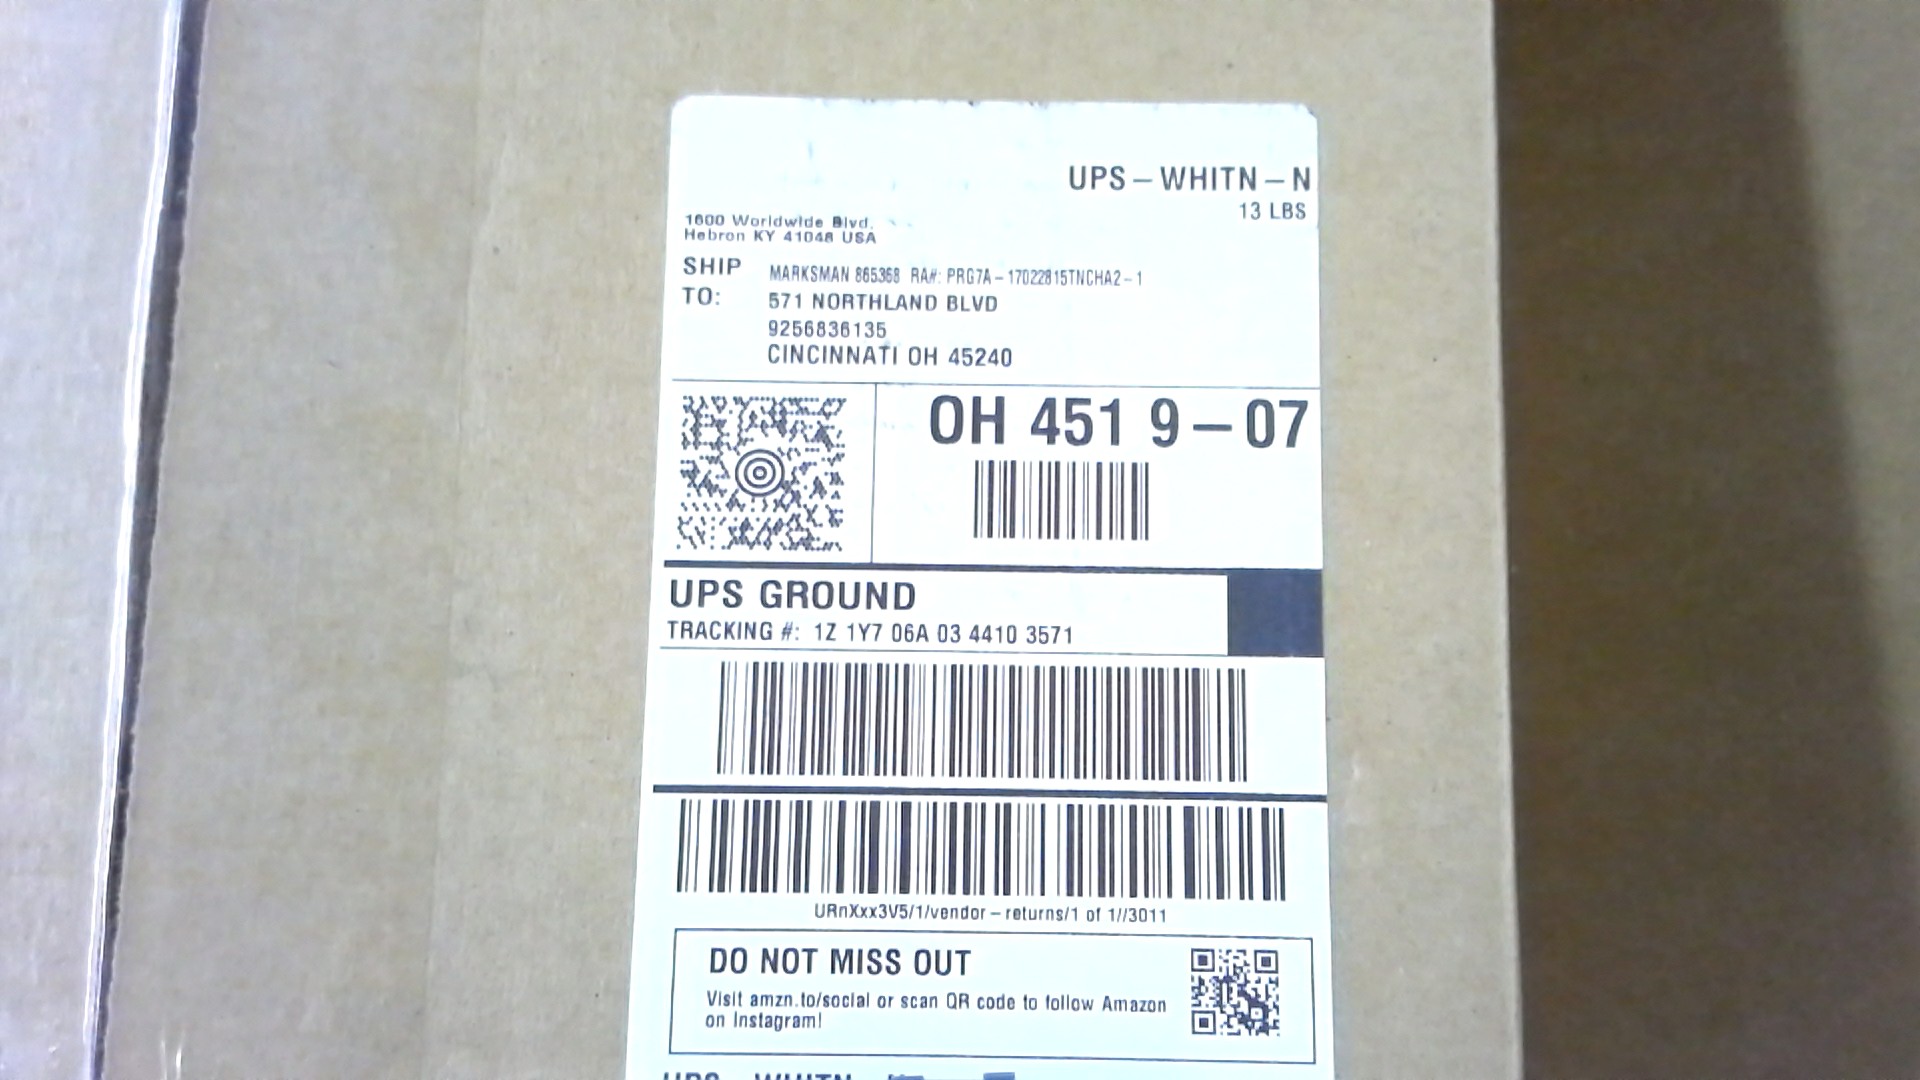 UPS-WHITN-N
13 LBS
1600 Worldwide Blvd.
Hebron KY 41048 USA
SHIP TO:
MARKSMAN 865368 RA#: PRG7A-17022815TNCHA2-1
571 NORTHLAND BLVD
9256836135
CINCINNATI OH 45240
OH 451 9-07
UPS GROUND
TRACKING #: 1Z 1Y7 06A 03 4410 3571
URnXxx3V5/1/vendor-returns/1 of 1//3011
DO NOT MISS OUT
Visit amzn.to/social or scan QR code to follow Amazon
on Instagram!
UPS-WHITN